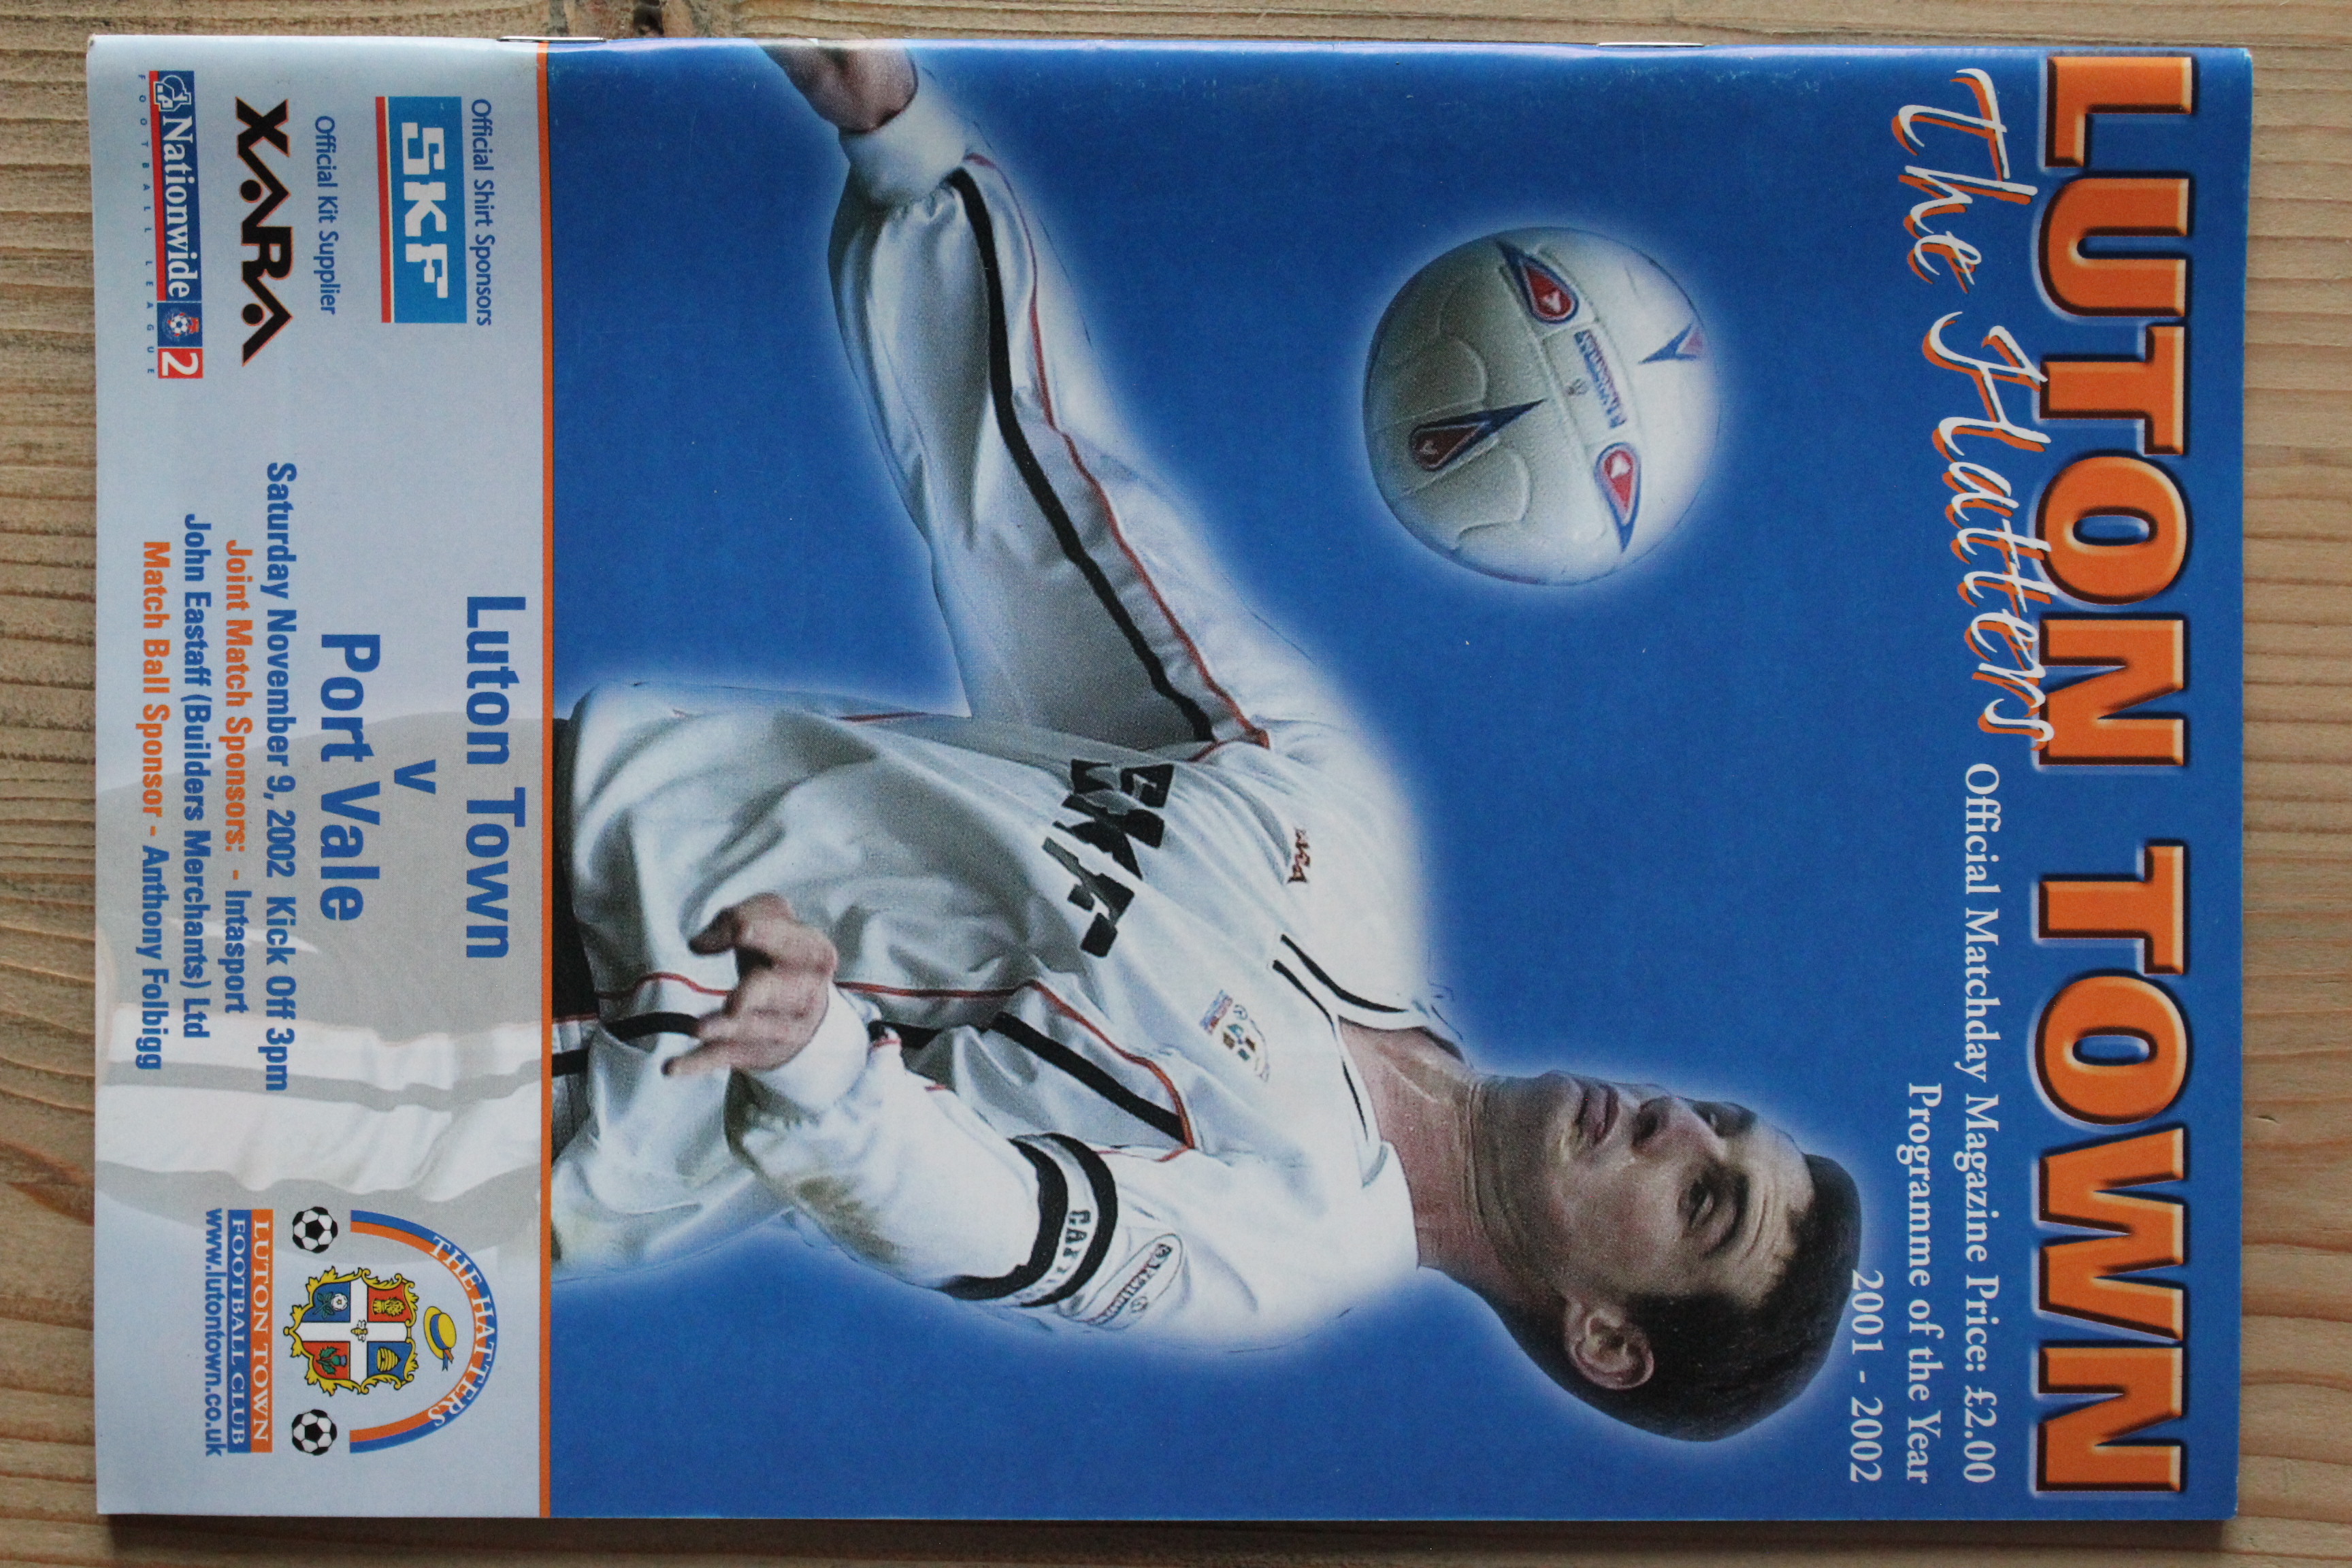 LUTON TOWN
The Hatters
Official Matchday Magazine Price: £2.00
Programme of the Year
2001 - 2002
SKF
CAPT
Official Shirt Sponsors
SKF
Official Kit Supplier
XARA
Nationwide 2
FOOTBALL LEAGUE
Luton Town
v
Port Vale
Saturday November 9, 2002 Kick Off 3pm
Joint Match Sponsors: - Intasport
John Eastaff (Builders Merchants) Ltd
Match Ball Sponsor - Anthony Folbigg
THE HATTERS
LUTON TOWN
FOOTBALL CLUB
www.lutontown.co.uk